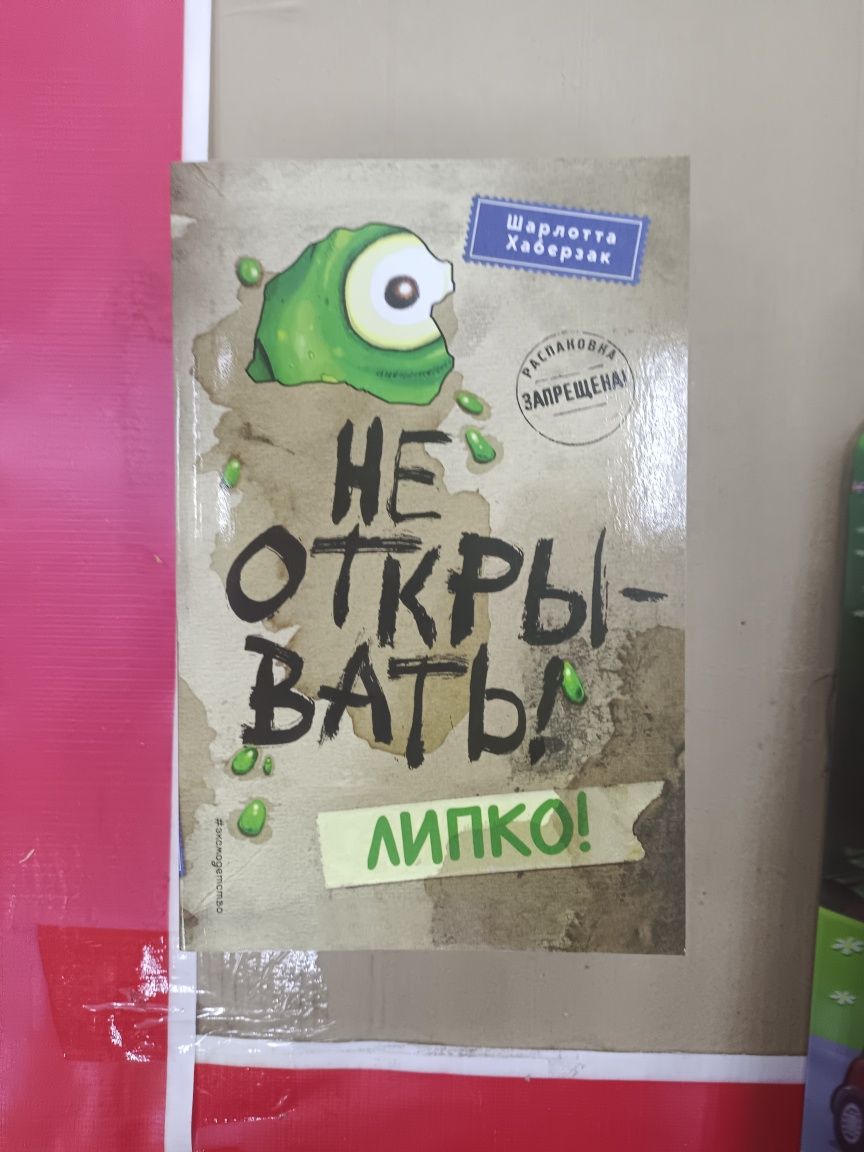 Шарлотта
Хаберзак
РАСПАКОВКА
ЗАПРЕЩЕНА!
НЕ
ОТКРЫ-
ВАТЬ!
ЛИПКО!
#эксмодетство